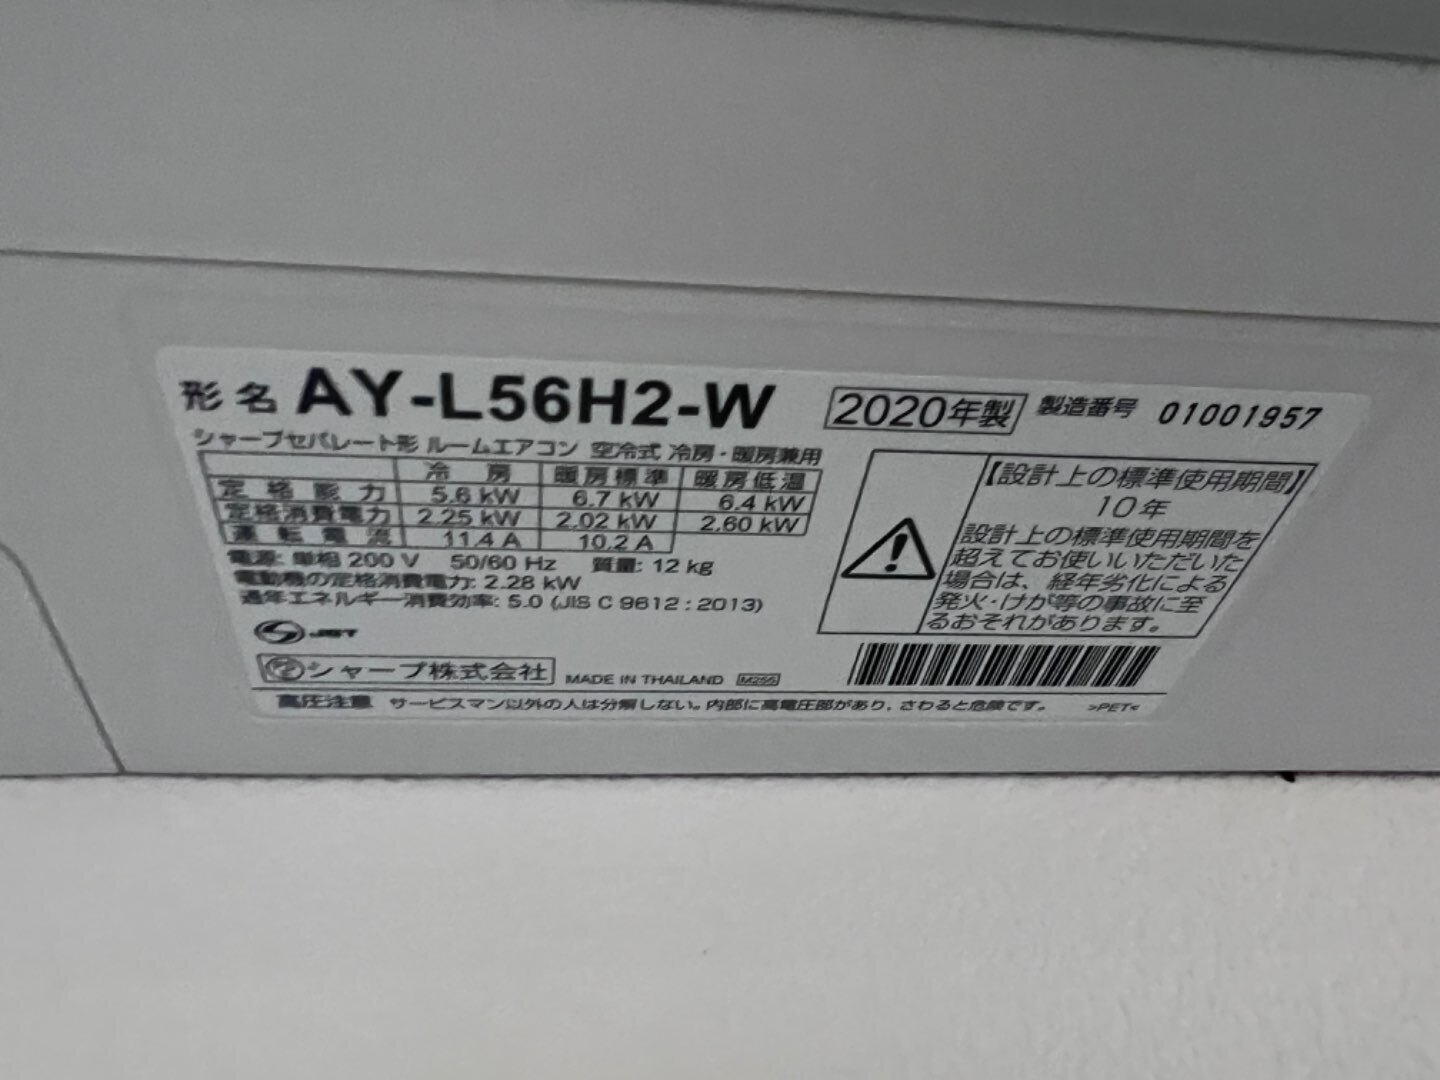 形名 AY-L56H2-W 2020年製 製造番号 01001957
シャープセパレート形 ルームエアコン 空冷式 冷房・暖房兼用
冷房 暖房標準 暖房低温
定格能力 5.6 kW 6.7 kW 6.4 kW
定格消費電力 2.25 kW 2.02 kW 2.60 kW
運転電流 11.4 A 10.2 A
電源: 単相 200 V 50/60 Hz 質量: 12 kg
電動機の定格消費電力: 2.28 kW
通年エネルギー消費効率: 5.0 (JIS C 9612 : 2013)
JET
シャープ株式会社 MADE IN THAILAND M255
高圧注意 サービスマン以外の人は分解しない。内部に高電圧部があり、さわると危険です。 >PET<
【設計上の標準使用期間】
10年
設計上の標準使用期間を
超えてお使いいただいた
場合は、経年劣化による
発火・けが等の事故に至
るおそれがあります。